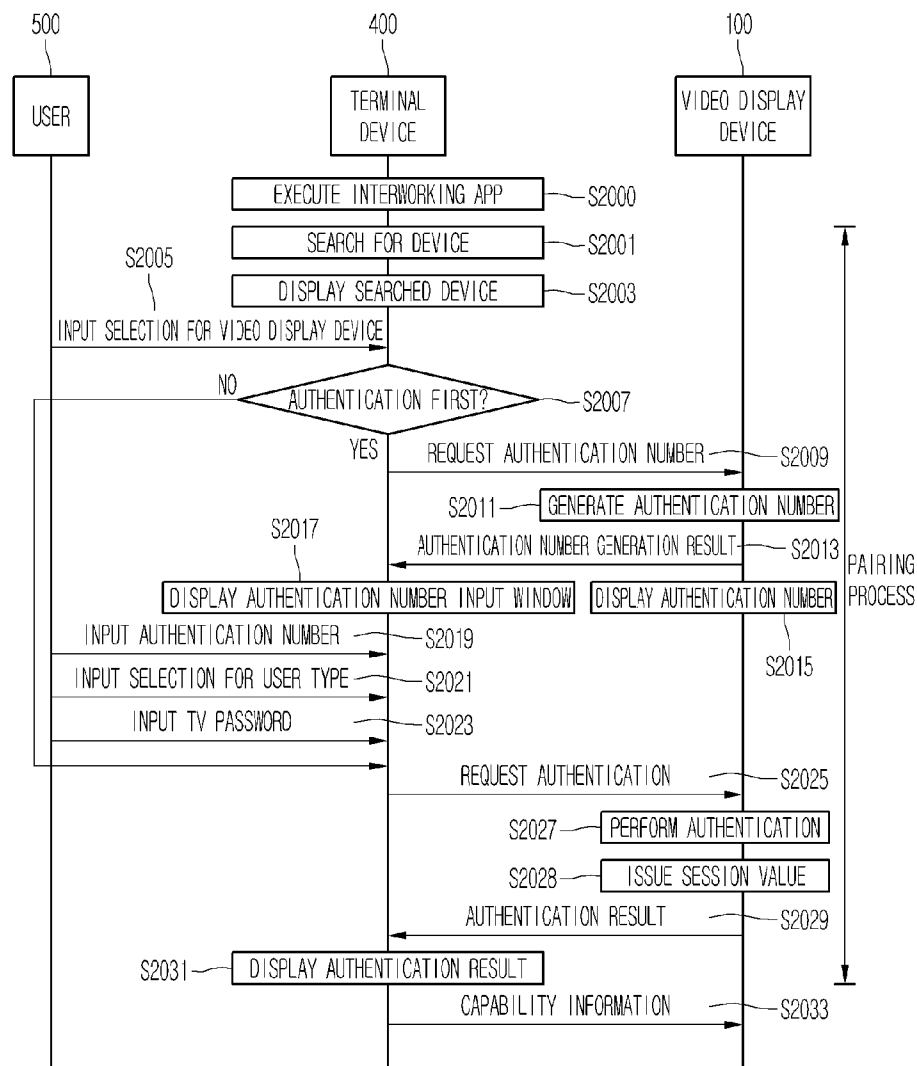 500
400
100
USER
TERMINAL
DEVICE
VIDEO DISPLAY
DEVICE
EXECUTE INTERWORKING APP
S2000
SEARCH FOR DEVICE
S2001
S2005
DISPLAY SEARCHED DEVICE
S2003
INPUT SELECTION FOR VIDEO DISPLAY DEVICE
NO
AUTHENTICATION FIRST?
S2007
YES
REQUEST AUTHENTICATION NUMBER
S2009
S2011
GENERATE AUTHENTICATION NUMBER
S2017
AUTHENTICATION NUMBER GENERATION RESULT
S2013
PAIRING
PROCESS
DISPLAY AUTHENTICATION NUMBER INPUT WINDOW
DISPLAY AUTHENTICATION NUMBER
INPUT AUTHENTICATION NUMBER
S2019
S2015
INPUT SELECTION FOR USER TYPE
S2021
INPUT TV PASSWORD
S2023
REQUEST AUTHENTICATION
S2025
S2027
PERFORM AUTHENTICATION
S2028
ISSUE SESSION VALUE
AUTHENTICATION RESULT
S2029
S2031
DISPLAY AUTHENTICATION RESULT
CAPABILITY INFORMATION
S2033